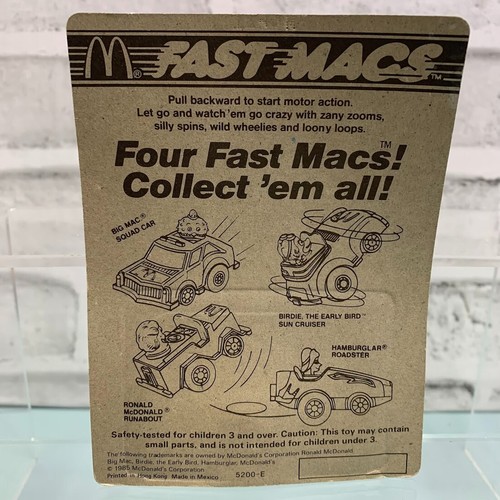 M® FAST MACS™
Pull backward to start motor action.
Let go and watch 'em go crazy with zany zooms,
silly spins, wild wheelies and loony loops.
Four Fast Macs!™
Collect 'em all!
BIG MAC®
SQUAD CAR
BIRDIE, THE EARLY BIRD™
SUN CRUISER
RONALD
McDONALD®
RUNABOUT
HAMBURGLAR®
ROADSTER
Safety-tested for children 3 and over. Caution: This toy may contain
small parts, and is not intended for children under 3.
The following trademarks are owned by McDonald's Corporation Ronald McDonald,
Big Mac, Birdie, the Early Bird, Hamburglar, McDonald's
© 1985 McDonald's Corporation
Printed in Hong Kong Made in Mexico 5200-E